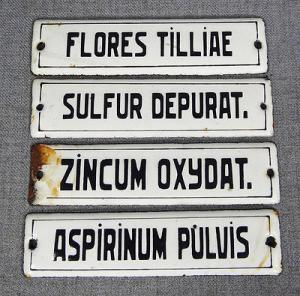 FLORES TILLIAE
SULFUR DEPURAT.
ZINCUM OXYDAT.
ASPIRINUM PULVIS